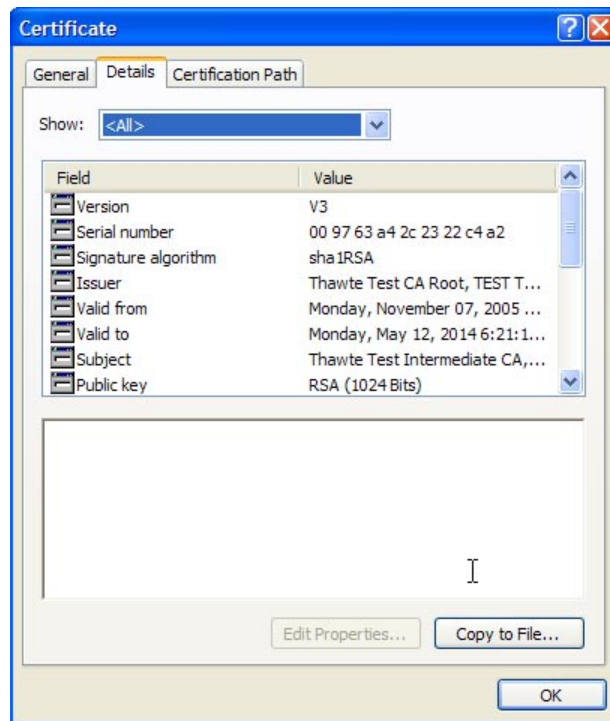 Certificate
General Details Certification Path
Show: <All>
Field Value
Version V3
Serial number 00 97 63 a4 2c 23 22 c4 a2
Signature algorithm sha1RSA
Issuer Thawte Test CA Root, TEST T...
Valid from Monday, November 07, 2005 ...
Valid to Monday, May 12, 2014 6:21:1...
Subject Thawte Test Intermediate CA,...
Public key RSA (1024 Bits)
Edit Properties... Copy to File...
OK